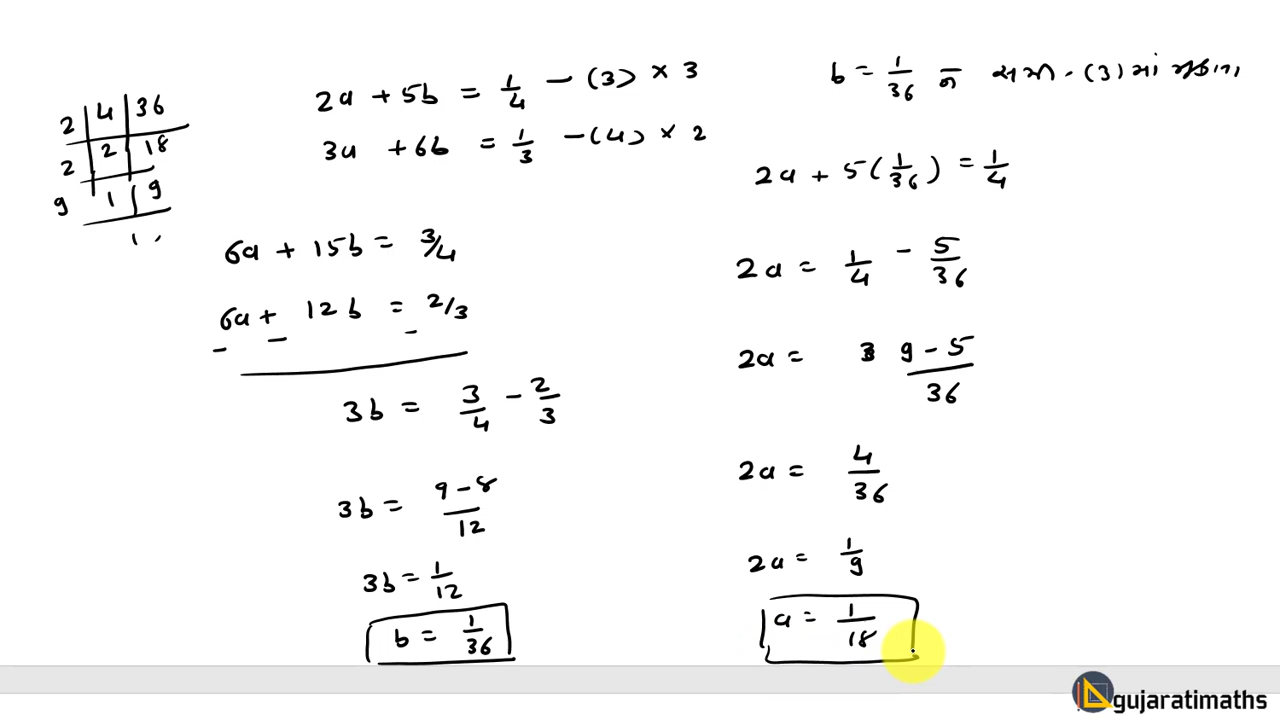 2 | 4 | 36
2 | 2 | 18
9 | 1 | 9
1
2a + 5b = 1/4 — (3) × 3
3a + 6b = 1/3 — (4) × 2
6a + 15b = 3/4
6a + 12b = 2/3
– – –
3b = 3/4 - 2/3
3b = (9 - 8)/12
3b = 1/12
b = 1/36
b = 1/36 ને સમી. (3) માં મૂકતા,
2a + 5(1/36) = 1/4
2a = 1/4 - 5/36
2a = (9 - 5)/36
2a = 4/36
2a = 1/9
a = 1/18
gujaratimaths